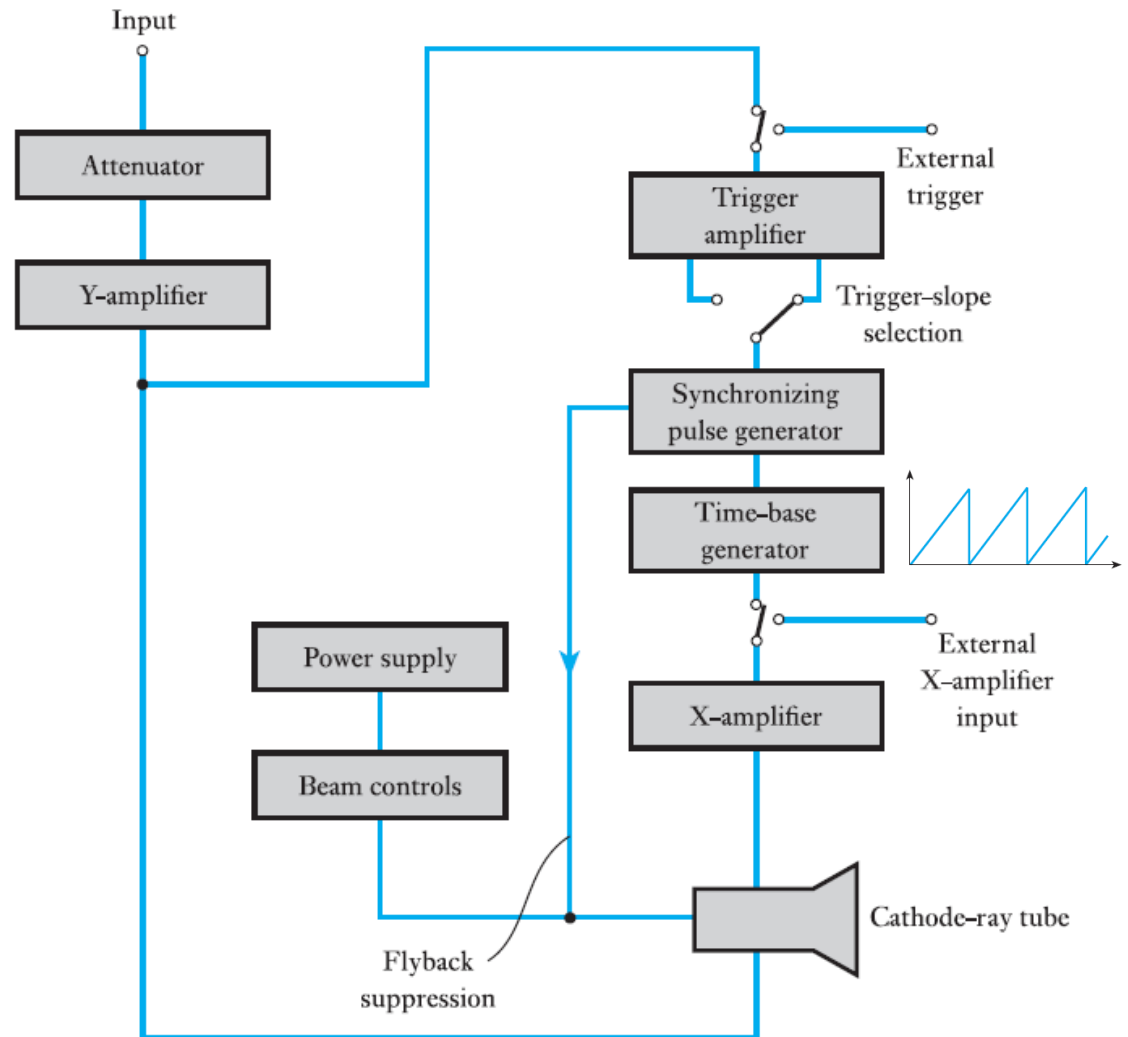 Input
Attenuator
Y-amplifier
External
trigger
Trigger
amplifier
Trigger-slope
selection
Synchronizing
pulse generator
Time-base
generator
External
X-amplifier
input
X-amplifier
Power supply
Beam controls
Cathode-ray tube
Flyback
suppression